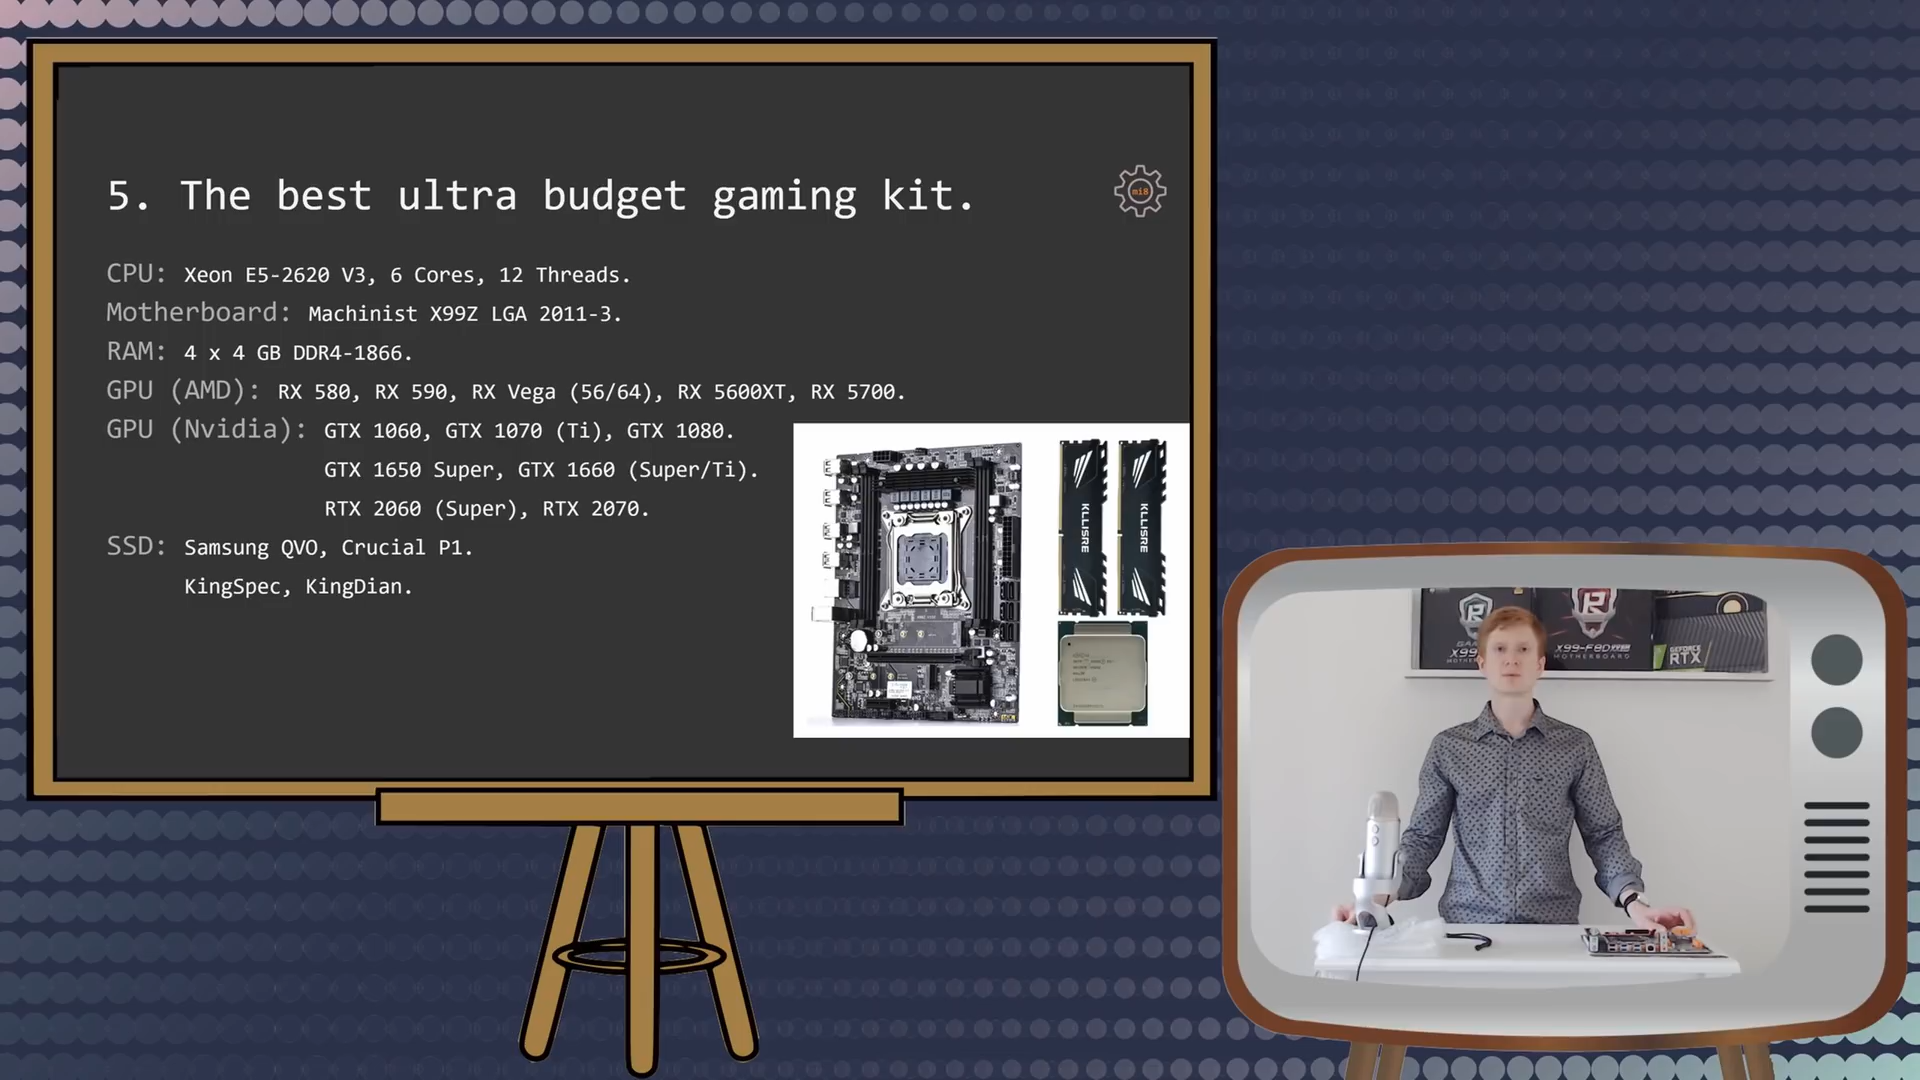 5. The best ultra budget gaming kit.
mi8
CPU: Xeon E5-2620 V3, 6 Cores, 12 Threads.
Motherboard: Machinist X99Z LGA 2011-3.
RAM: 4 x 4 GB DDR4-1866.
GPU (AMD): RX 580, RX 590, RX Vega (56/64), RX 5600XT, RX 5700.
GPU (Nvidia): GTX 1060, GTX 1070 (Ti), GTX 1080.
GTX 1650 Super, GTX 1660 (Super/Ti).
RTX 2060 (Super), RTX 2070.
SSD: Samsung QVO, Crucial P1.
KingSpec, KingDian.
KLLISRE
KLLISRE
X99
X99-F8D
MOTHERBOARD
GEFORCE
RTX